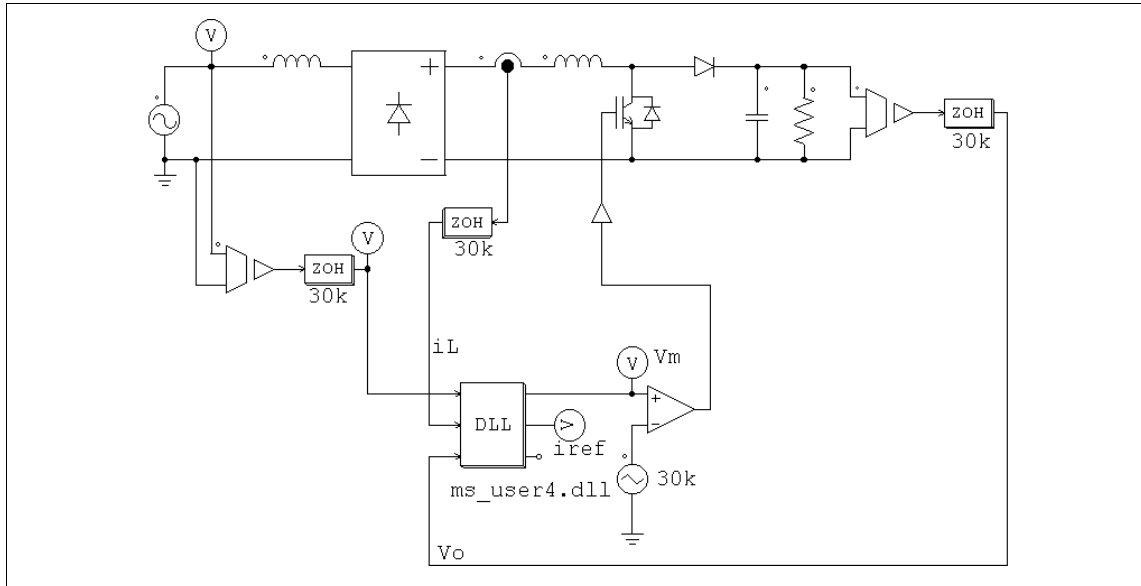 V
ZOH
30k
ZOH
30k
V
ZOH
30k
iL
V
Vm
DLL
V
iref
30k
ms_user4.dll
Vo